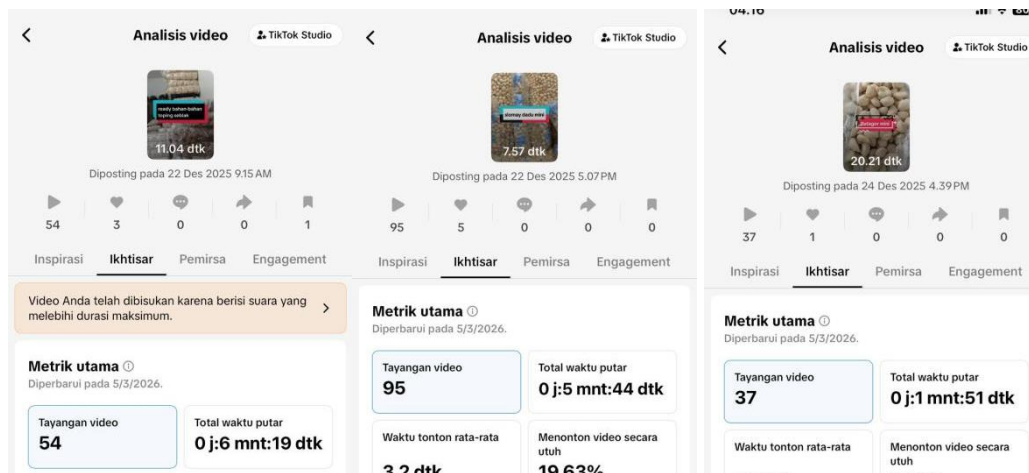 Analisis video
TikTok Studio
ready bahan-bahan
toping seblak
11.04 dtk
Diposting pada 22 Des 2025 9.15 AM
54 3 0 0 1
Inspirasi Ikhtisar Pemirsa Engagement
Video Anda telah dibisukan karena berisi suara yang
melebihi durasi maksimum.
Metrik utama
Diperbarui pada 5/3/2026.
Tayangan video
54
Total waktu putar
0 j:6 mnt:19 dtk
Analisis video
TikTok Studio
siomay dadu mini
7.57 dtk
Diposting pada 22 Des 2025 5.07 PM
95 5 0 0 0
Inspirasi Ikhtisar Pemirsa Engagement
Metrik utama
Diperbarui pada 5/3/2026.
Tayangan video
95
Total waktu putar
0 j:5 mnt:44 dtk
Waktu tonton rata-rata
3.2 dtk
Menonton video secara
utuh
19.63%
04.16
Analisis video
TikTok Studio
mini
20.21 dtk
Diposting pada 24 Des 2025 4.39 PM
37 1 0 0 0
Inspirasi Ikhtisar Pemirsa Engagement
Metrik utama
Diperbarui pada 5/3/2026.
Tayangan video
37
Total waktu putar
0 j:1 mnt:51 dtk
Waktu tonton rata-rata
Menonton video secara
utuh